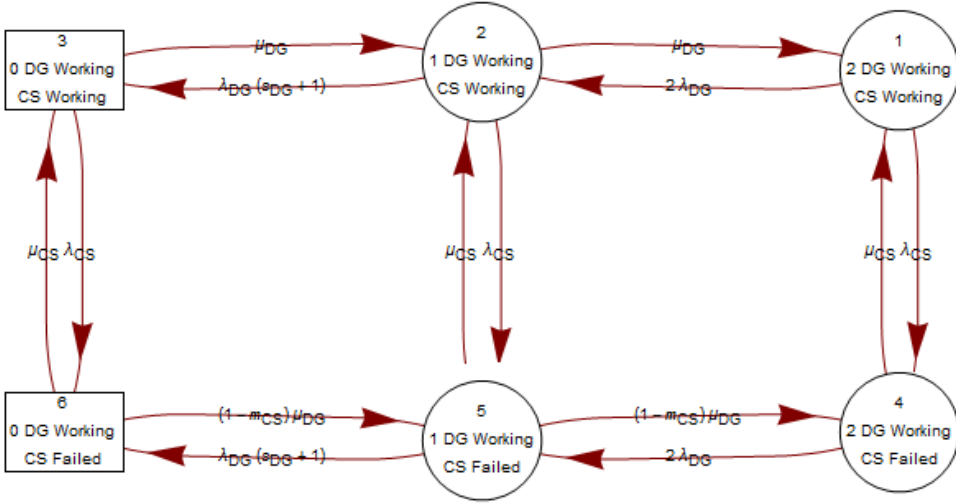 3
0 DG Working
CS Working
μDG
λDG (sDG + 1)
2
1 DG Working
CS Working
μDG
2 λDG
1
2 DG Working
CS Working
μCS λCS
μCS λCS
μCS λCS
6
0 DG Working
CS Failed
(1 - mCS) μDG
λDG (sDG + 1)
5
1 DG Working
CS Failed
(1 - mCS) μDG
2 λDG
4
2 DG Working
CS Failed